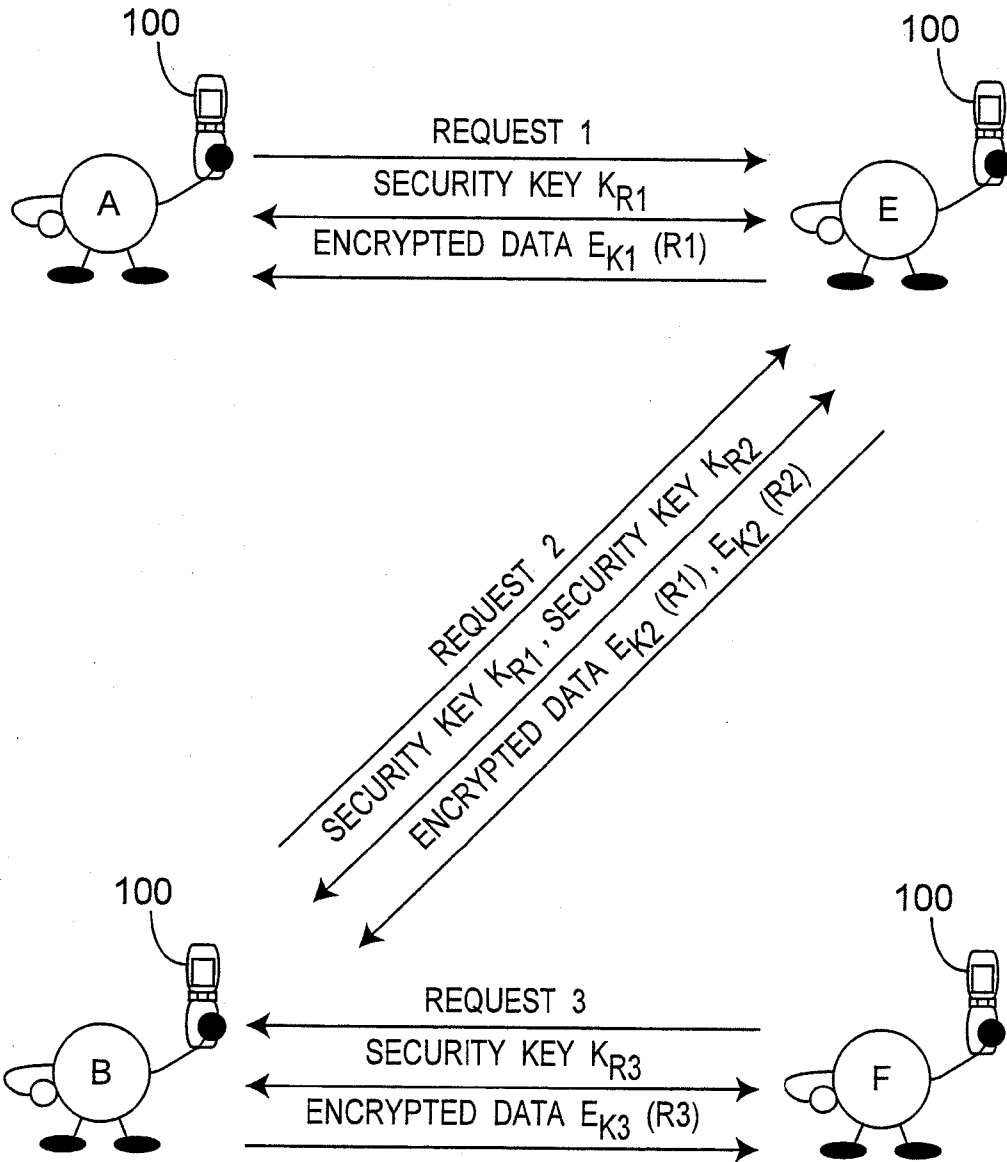 100
100
REQUEST 1
A
SECURITY KEY KR1
E
ENCRYPTED DATA EK1 (R1)
REQUEST 2
SECURITY KEY KR1, SECURITY KEY KR2
ENCRYPTED DATA EK2 (R1), EK2 (R2)
100
100
REQUEST 3
B
SECURITY KEY KR3
F
ENCRYPTED DATA EK3 (R3)